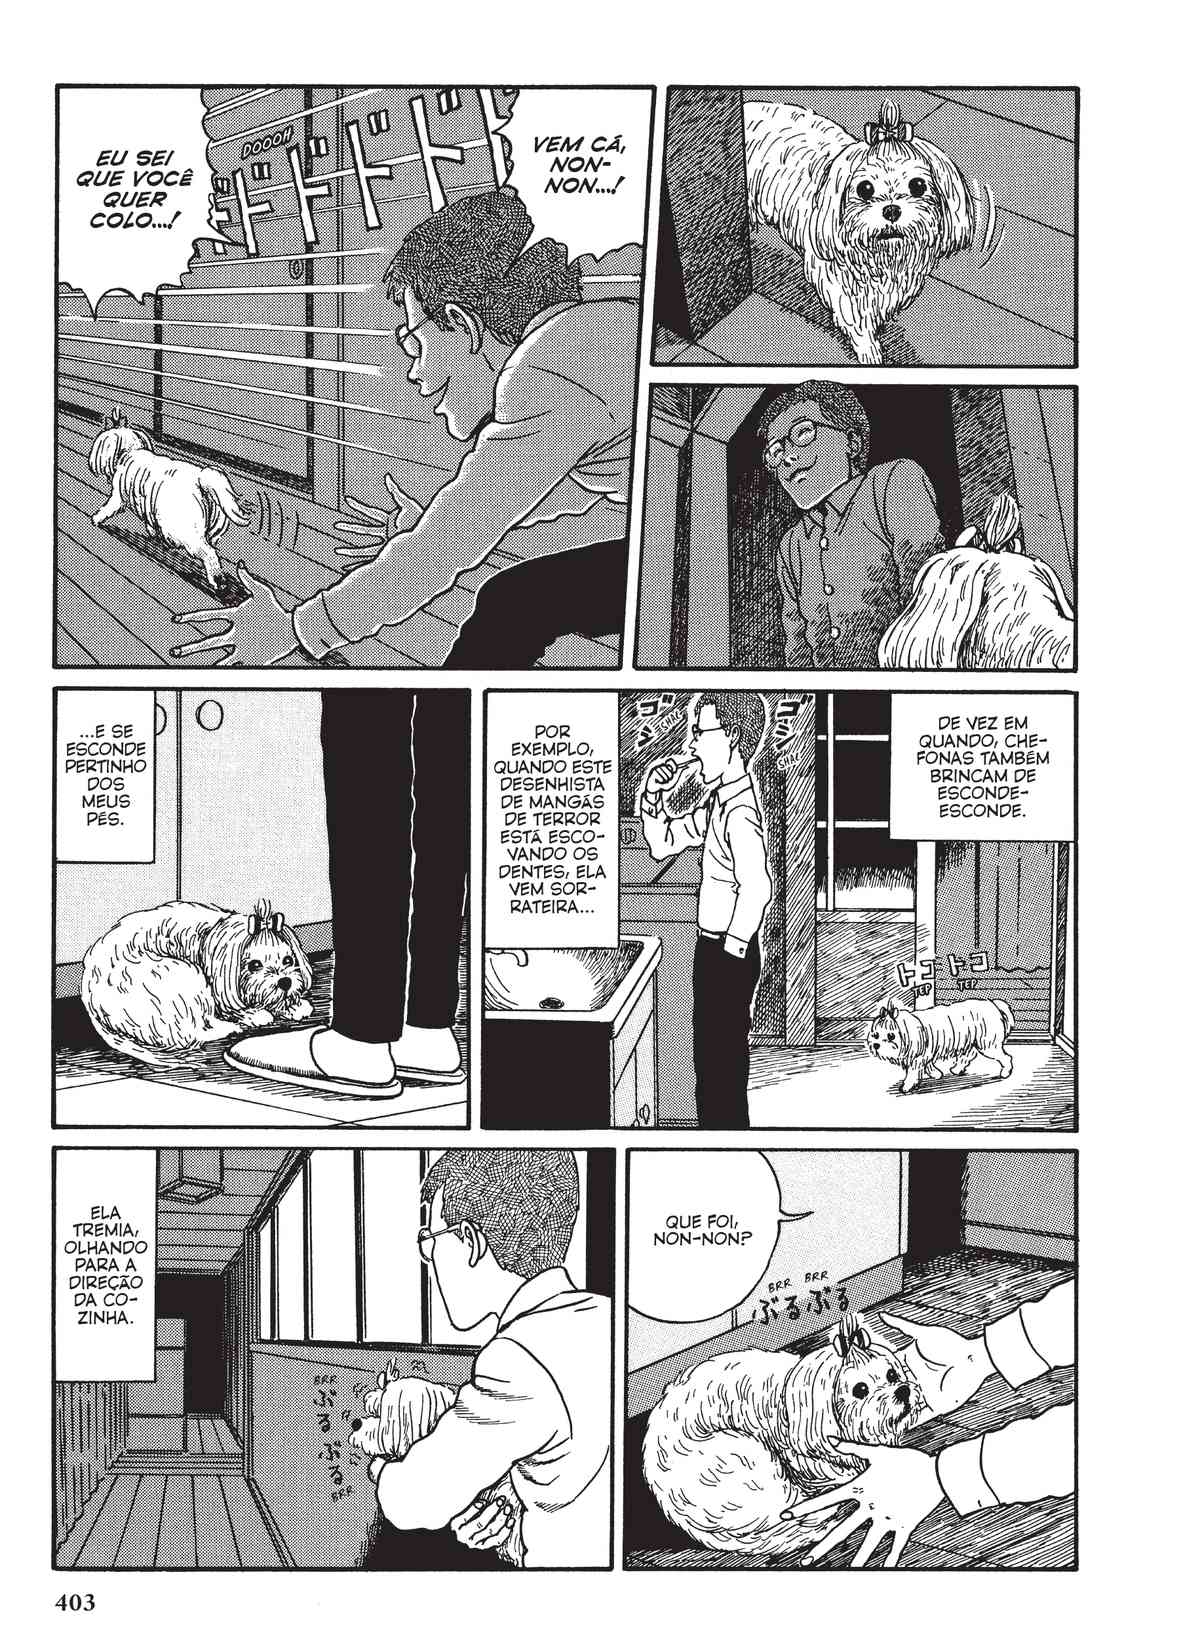 VEM CÁ,
NON-
NON...!
DOOOH
ドドドドドド
EU SEI
QUE VOCÊ
QUER
COLO...!
DE VEZ EM
QUANDO, CHE-
FONAS TAMBÉM
BRINCAM DE
ESCONDE-
ESCONDE.
ゴシ
SHAC
ゴシ
SHAC
トコトコ
TEP
TEP
POR
EXEMPLO,
QUANDO ESTE
DESENHISTA
DE MANGÁS
DE TERROR
ESTÁ ESCO-
VANDO OS
DENTES, ELA
VEM SOR-
RATEIRA...
...E SE
ESCONDE
PERTINHO
DOS
MEUS
PÉS.
QUE FOI,
NON-NON?
BRR BRR
ぶるぶる
ELA
TREMIA,
OLHANDO
PARA A
DIREÇÃO
DA CO-
ZINHA.
BRR
ぶるぶる
BRR
403